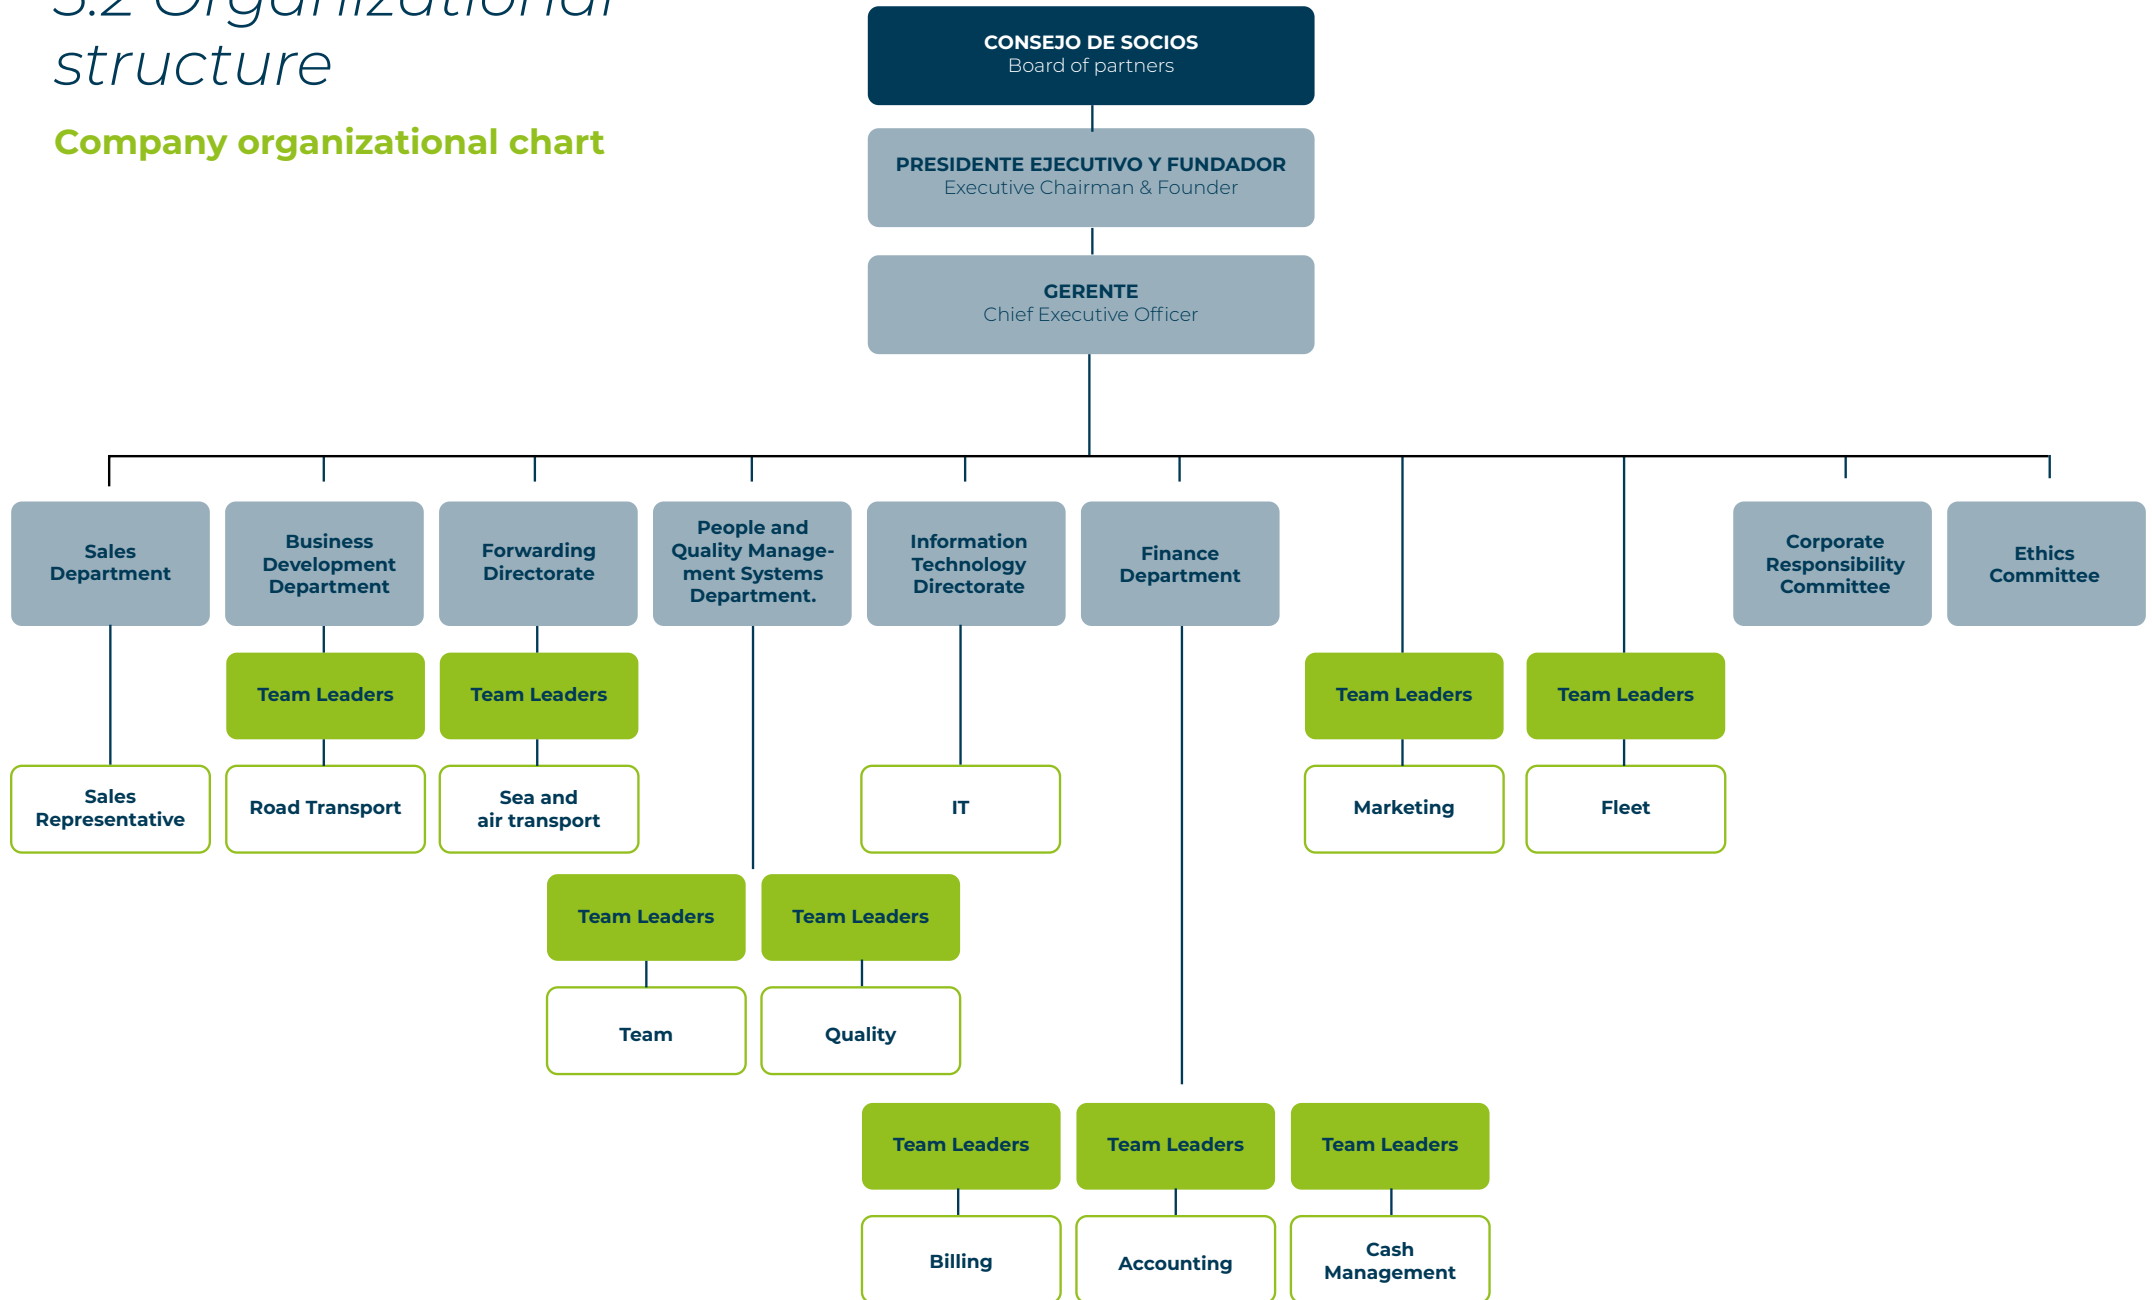 Organizational
structure
Company organizational chart
CONSEJO DE SOCIOS
Board of partners
PRESIDENTE EJECUTIVO Y FUNDADOR
Executive Chairman & Founder
GERENTE
Chief Executive Officer
Sales
Department
Business
Development
Department
Forwarding
Directorate
People and
Quality Manage-
ment Systems
Department.
Information
Technology
Directorate
Finance
Department
Corporate
Responsibility
Committee
Ethics
Committee
Team Leaders
Team Leaders
Team Leaders
Team Leaders
Sales
Representative
Road Transport
Sea and
air transport
IT
Marketing
Fleet
Team Leaders
Team Leaders
Team
Quality
Team Leaders
Team Leaders
Team Leaders
Billing
Accounting
Cash
Management